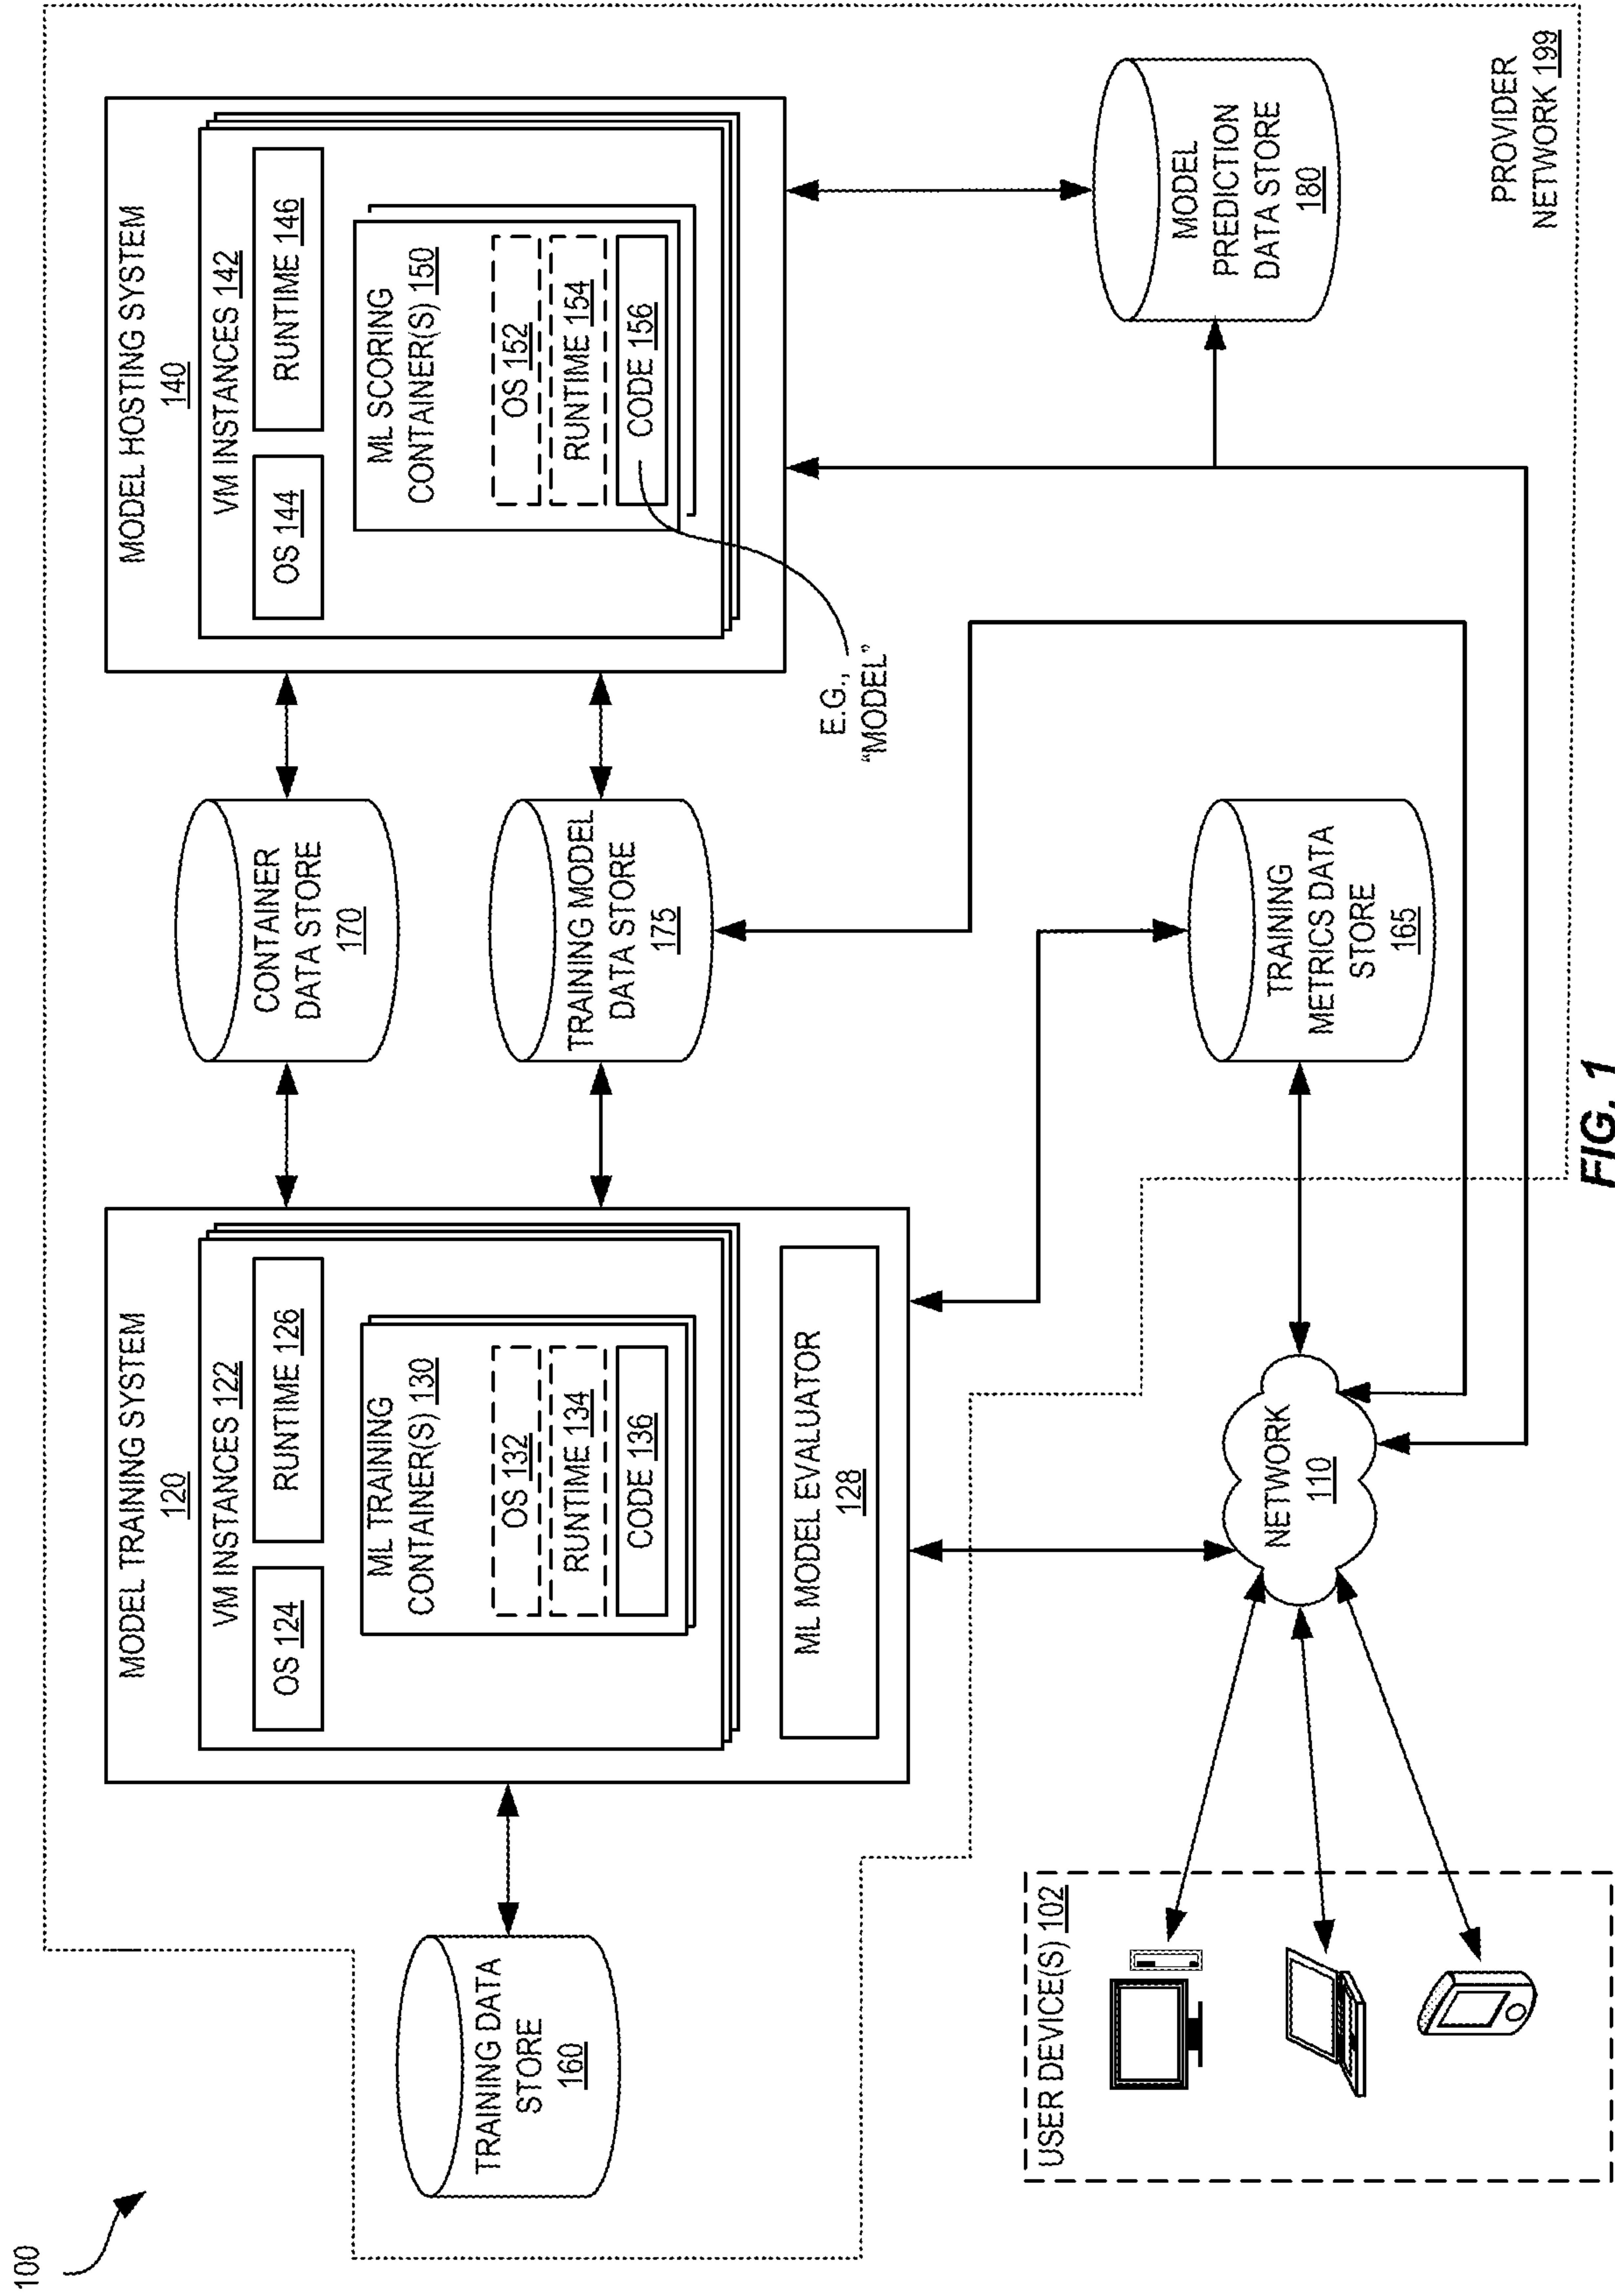 100
MODEL TRAINING SYSTEM
120
VM INSTANCES 122
OS 124
RUNTIME 126
ML TRAINING
CONTAINER(S) 130
OS 132
RUNTIME 134
CODE 136
ML MODEL EVALUATOR
128
TRAINING DATA
STORE
160
CONTAINER
DATA STORE
170
TRAINING MODEL
DATA STORE
175
MODEL HOSTING SYSTEM
140
VM INSTANCES 142
OS 144
RUNTIME 146
ML SCORING
CONTAINER(S) 150
OS 152
RUNTIME 154
CODE 156
E.G.,
“MODEL”
USER DEVICE(S) 102
NETWORK
110
TRAINING
METRICS DATA
STORE
165
MODEL
PREDICTION
DATA STORE
180
PROVIDER
NETWORK 199
FIG. 1